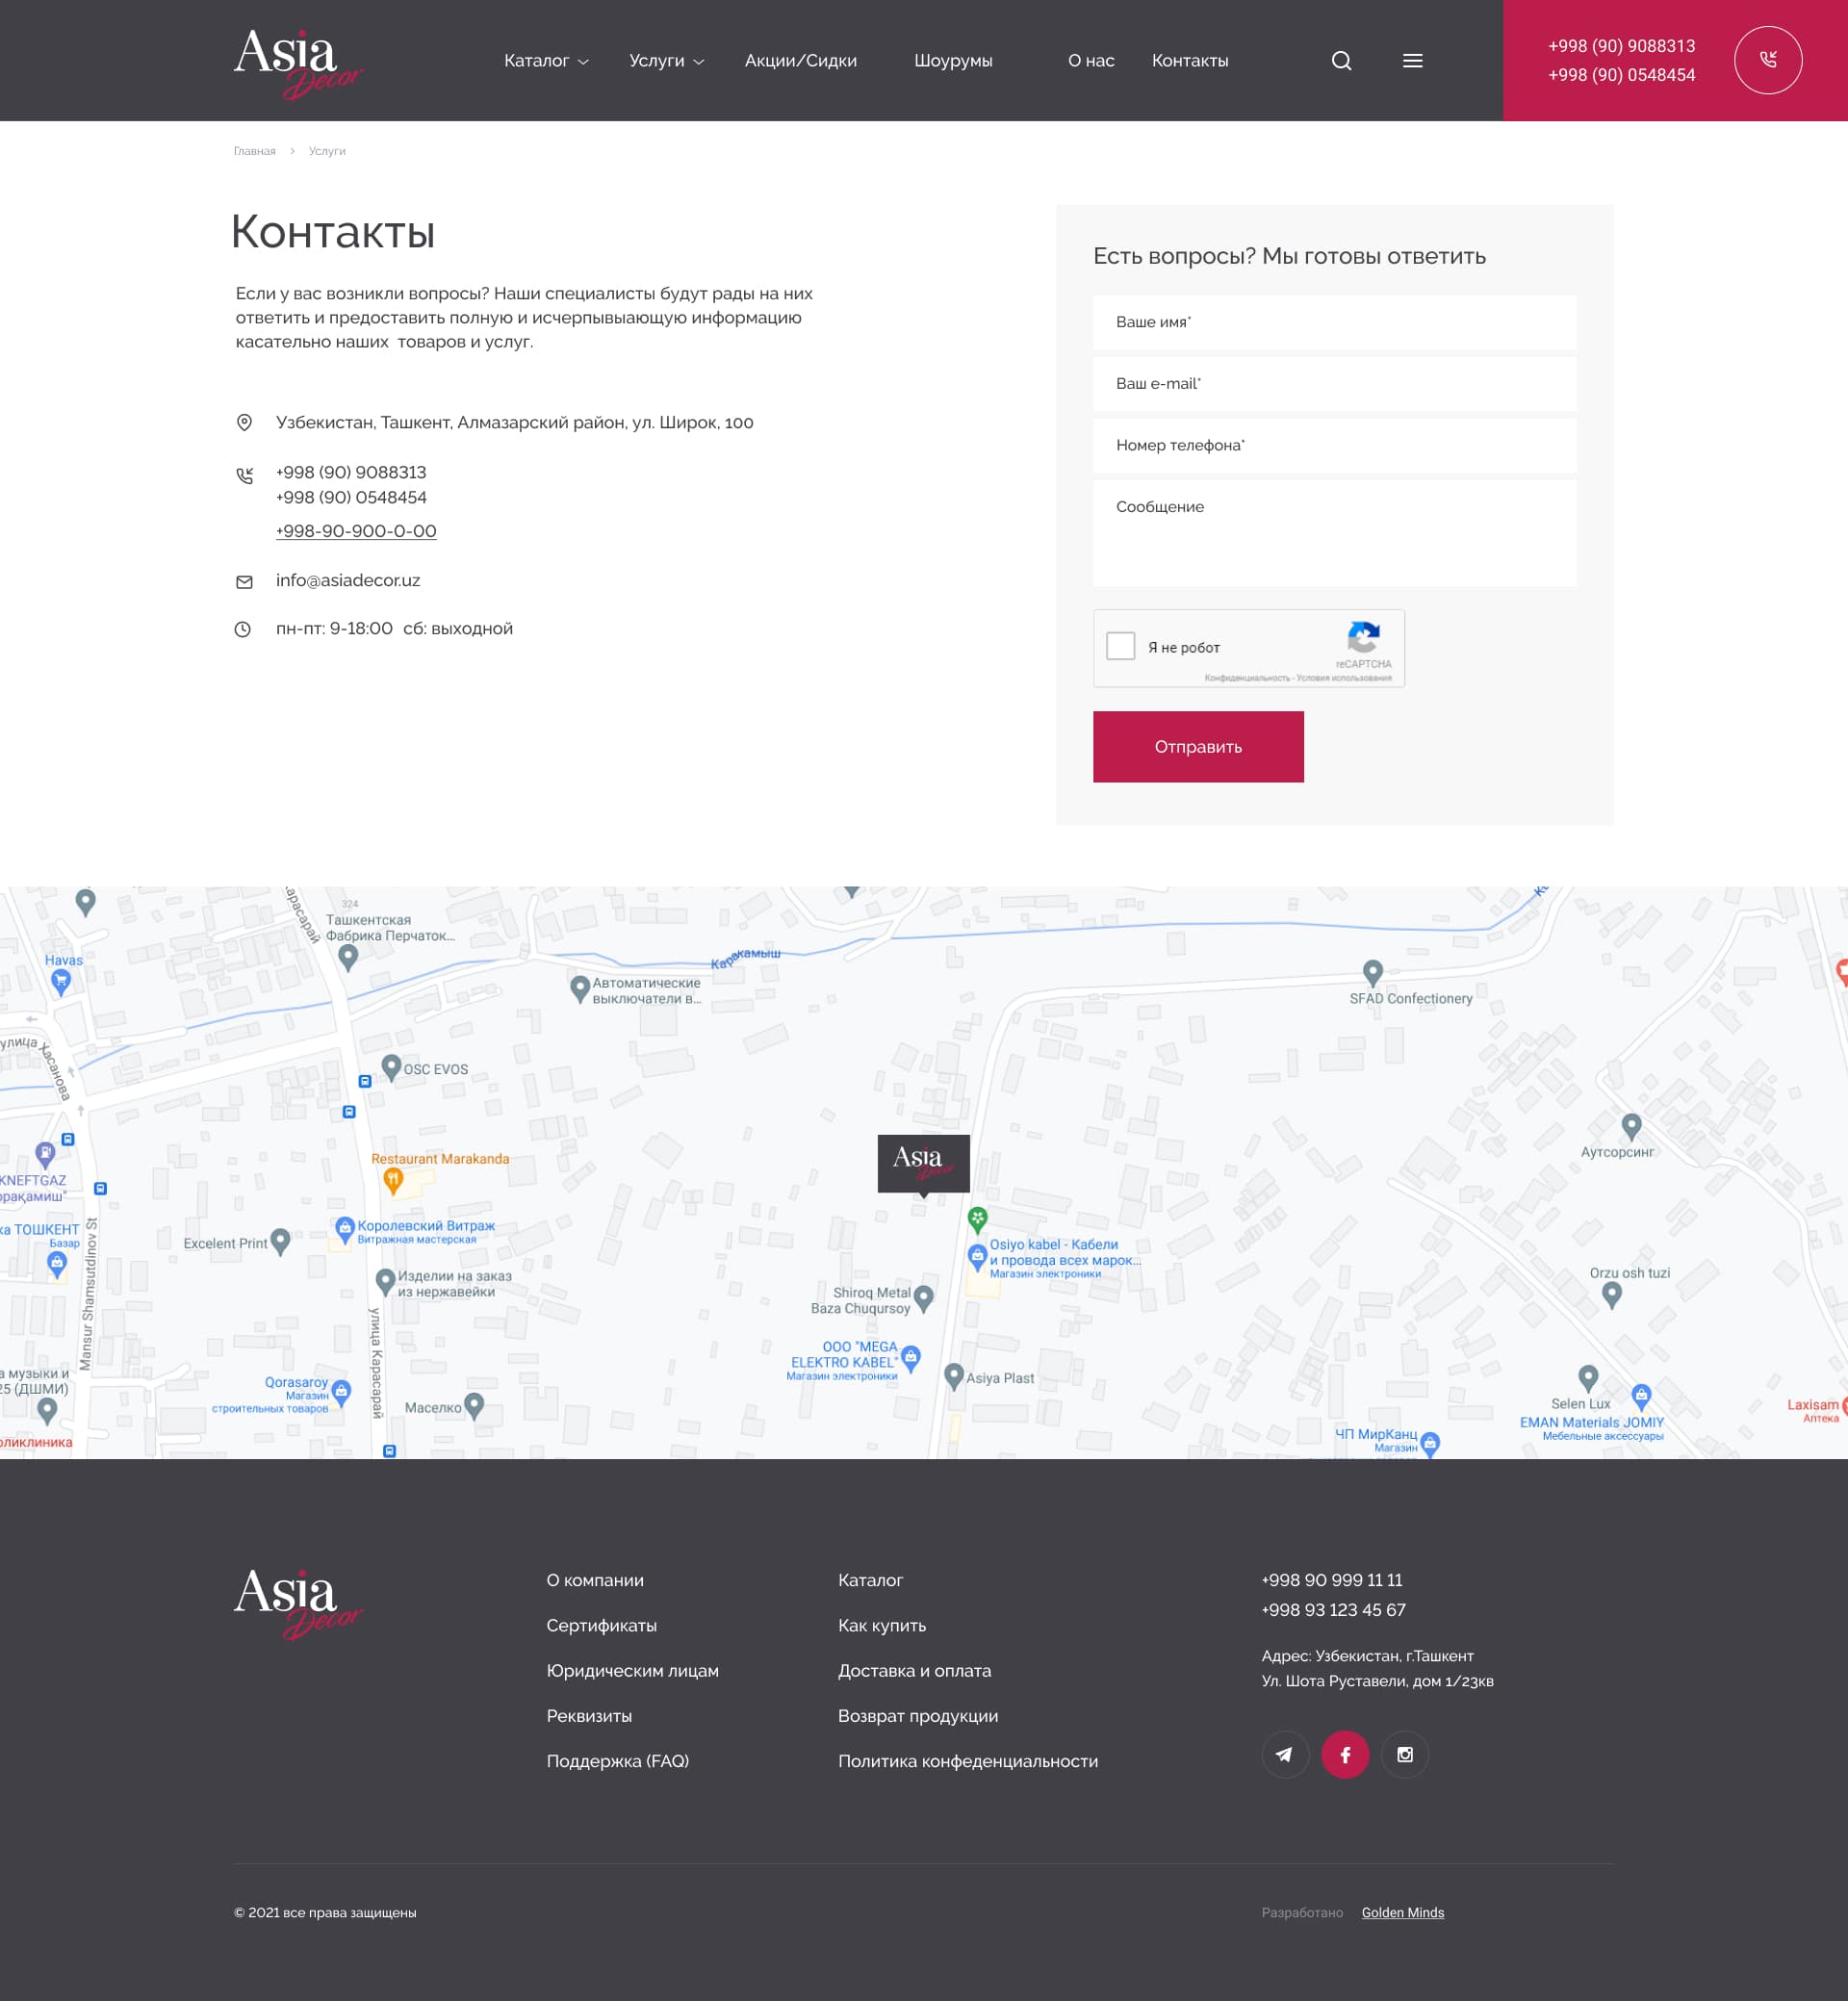 Asia
Decor
Каталог
Услуги
Акции/Сидки
Шоурумы
О нас
Контакты
+998 (90) 9088313
+998 (90) 0548454
Главная
Услуги
Контакты
Если у вас возникли вопросы? Наши специалисты будут рады на них
ответить и предоставить полную и исчерпывыающую информацию
касательно наших товаров и услуг.
Узбекистан, Ташкент, Алмазарский район, ул. Широк, 100
+998 (90) 9088313
+998 (90) 0548454
+998-90-900-0-00
info@asiadecor.uz
пн-пт: 9-18:00 сб: выходной
Есть вопросы? Мы готовы ответить
Ваше имя*
Ваш e-mail*
Номер телефона*
Сообщение
Я не робот
reCAPTCHA
Конфиденциальность - Условия использования
Отправить
324
Ташкентская
Фабрика Перчаток...
Havas
Каракамыш
Автоматические
выключатели в...
SFAD Confectionery
улица Хасанова
OSC EVOS
Аутсорсинг
Restaurant Marakanda
Asia
Decor
KNEFTGAZ
ТОШКЕНТ
Базар
Mansur Shamsutdinov St
Excelent Print
Королевский Витраж
Витражная мастерская
Osiyo kabel - Кабели
и провода всех марок...
Магазин электроники
Изделии на заказ
из нержавейки
Shiroq Metal
Baza Chuqursoy
Orzu osh tuzi
улица Карасарай
ООО "MEGA
ELEKTRO KABEL"
Магазин электроники
Asiya Plast
музыки и
25 (ДШМИ)
Qorasaroy
Магазин
строительных товаров
Маселко
Selen Lux
EMAN Materials JOMIY
Мебельные аксессуары
Laxisam
Аптека
ЧП МирКанц
Магазин
Asia
Decor
О компании
Сертификаты
Юридическим лицам
Реквизиты
Поддержка (FAQ)
Каталог
Как купить
Доставка и оплата
Возврат продукции
Политика конфеденциальности
+998 90 999 11 11
+998 93 123 45 67
Адрес: Узбекистан, г.Ташкент
Ул. Шота Руставели, дом 1/23кв
© 2021 все права защищены
Разработано Golden Minds